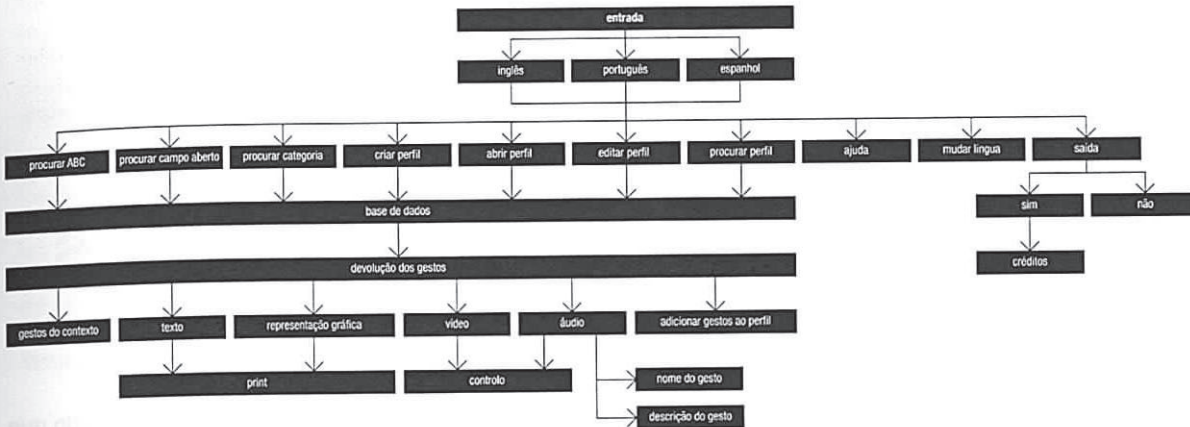 entrada
inglês
português
espanhol
procurar ABC
procurar campo aberto
procurar categoria
criar perfil
abrir perfil
editar perfil
procurar perfil
ajuda
mudar língua
saída
base de dados
sim
não
devolução dos gestos
créditos
gestos do contexto
texto
representação gráfica
vídeo
áudio
adicionar gestos ao perfil
print
controlo
nome do gesto
descrição do gesto